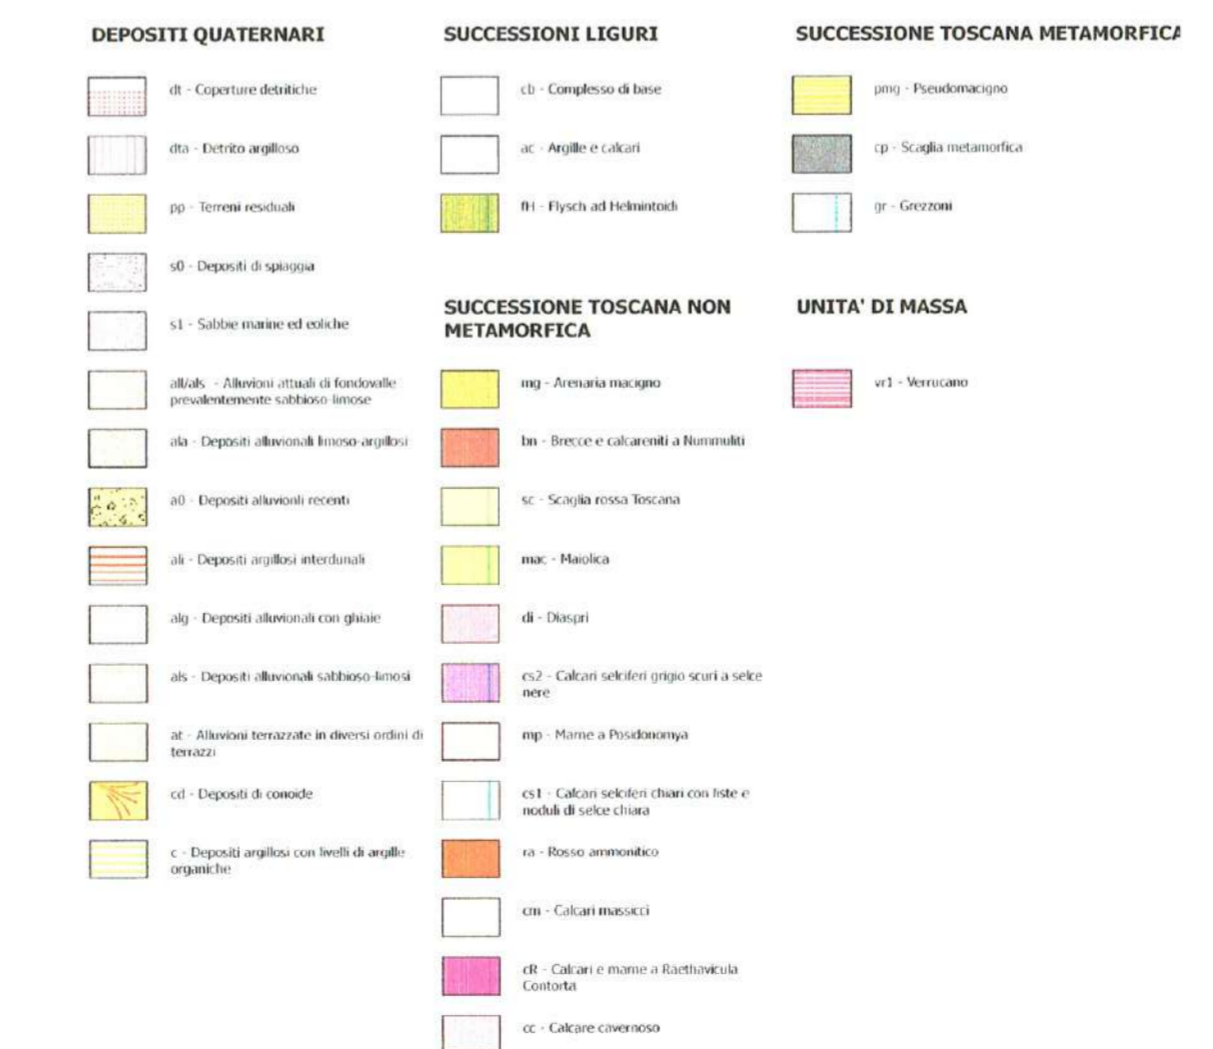 DEPOSITI QUATERNARI
dt - Coperture detritiche
dta - Detrito argilloso
pp - Terreni residuali
s0 - Depositi di spiaggia
s1 - Sabbie marine ed eoliche
all/als - Alluvioni attuali di fondovalle
prevalentemente sabbioso-limose
ala - Depositi alluvionali limoso-argillosi
a0 - Depositi alluvionli recenti
ali - Depositi argillosi interdunali
alg - Depositi alluvionali con ghiaie
als - Depositi alluvionali sabbioso-limosi
at - Alluvioni terrazzate in diversi ordini di
terrazzi
cd - Depositi di conoide
c - Depositi argillosi con livelli di argille
organiche
SUCCESSIONI LIGURI
cb - Complesso di base
ac - Argille e calcari
fH - Flysch ad Helmintoidi
SUCCESSIONE TOSCANA NON
METAMORFICA
mg - Arenaria macigno
bn - Brecce e calcareniti a Nummuliti
sc - Scaglia rossa Toscana
mac - Maiolica
di - Diaspri
cs2 - Calcari selciferi grigio scuri a selce
nere
mp - Marne a Posidonomya
cs1 - Calcari selciferi chiari con liste e
noduli di selce chiara
ra - Rosso ammonitico
cm - Calcari massicci
cR - Calcari e marne a Raethavicula
Contorta
cc - Calcare cavernoso
SUCCESSIONE TOSCANA METAMORFICA
pmg - Pseudomacigno
cp - Scaglia metamorfica
gr - Grezzoni
UNITA' DI MASSA
vr1 - Verrucano